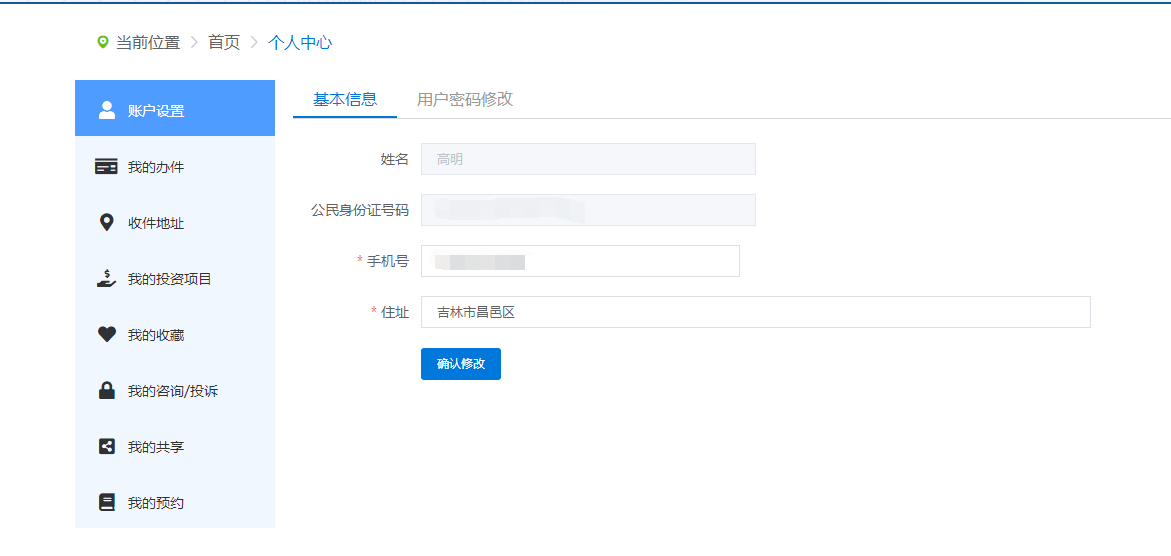 当前位置 > 首页 > 个人中心
账户设置
我的办件
收件地址
我的投资项目
我的收藏
我的咨询/投诉
我的共享
我的预约
基本信息 用户密码修改
姓名 高明
公民身份证号码
* 手机号
* 住址 吉林市昌邑区
确认修改